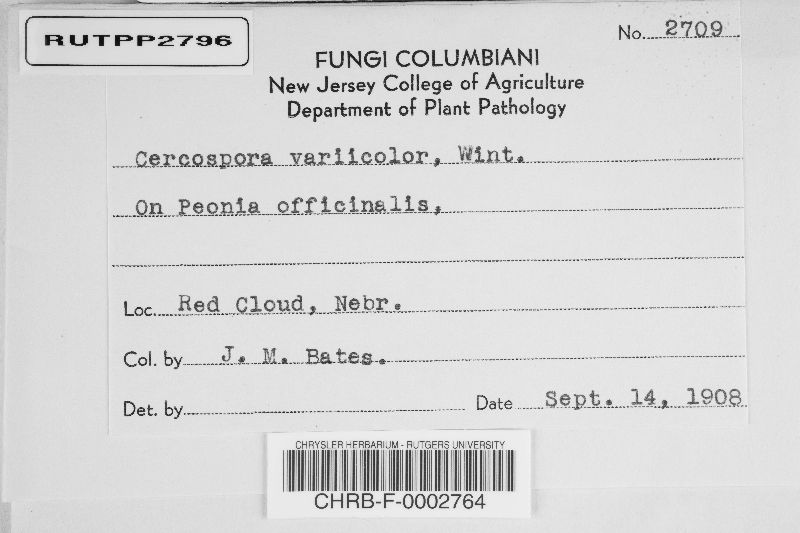 RUTPP2796
No. 2709
FUNGI COLUMBIANI
New Jersey College of Agriculture
Department of Plant Pathology
Cercospora variicolor, Wint.
On Peonia officinalis,
Loc. Red Cloud, Nebr.
Col. by J. M. Bates.
Det. by
Date Sept. 14, 1908
CHRYSLER HERBARIUM - RUTGERS UNIVERSITY
CHRB-F-0002764